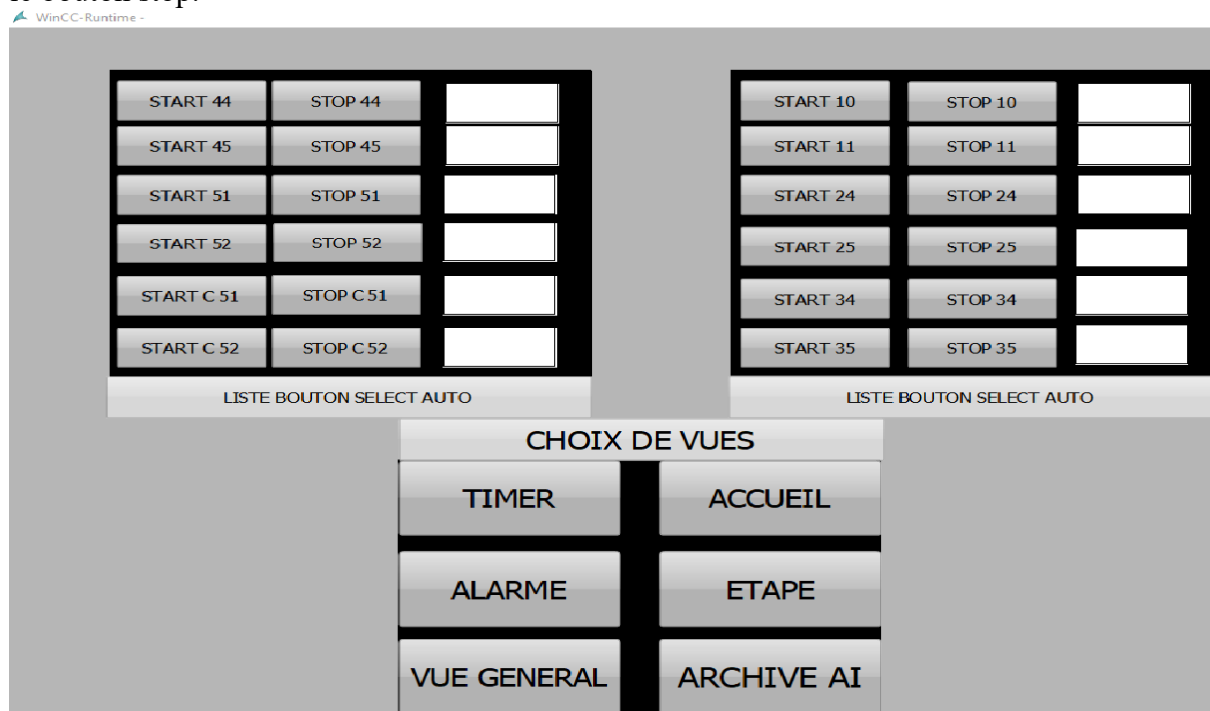 le bouton stop.
WinCC-Runtime -
START 44 STOP 44
START 45 STOP 45
START 51 STOP 51
START 52 STOP 52
START C 51 STOP C 51
START C 52 STOP C 52
LISTE BOUTON SELECT AUTO
START 10 STOP 10
START 11 STOP 11
START 24 STOP 24
START 25 STOP 25
START 34 STOP 34
START 35 STOP 35
LISTE BOUTON SELECT AUTO
CHOIX DE VUES
TIMER ACCUEIL
ALARME ETAPE
VUE GENERAL ARCHIVE AI